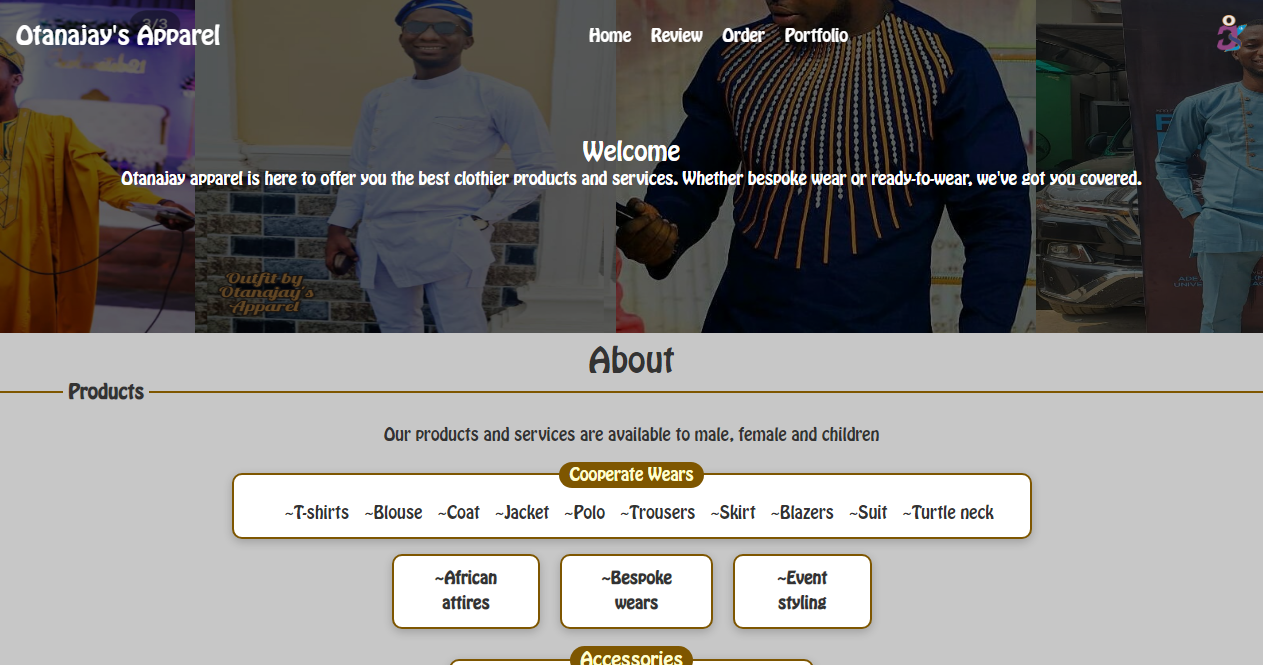 3/3
Otanajay's Apparel
Home Review Order Portfolio
Welcome
Otanajay apparel is here to offer you the best clothier products and services. Whether bespoke wear or ready-to-wear, we've got you covered.
Outfit by
Otanajay's
Apparel
About
Products
Our products and services are available to male, female and children
Cooperate Wears
~T-shirts ~Blouse ~Coat ~Jacket ~Polo ~Trousers ~Skirt ~Blazers ~Suit ~Turtle neck
~African
attires
~Bespoke
wears
~Event
styling
Accessories